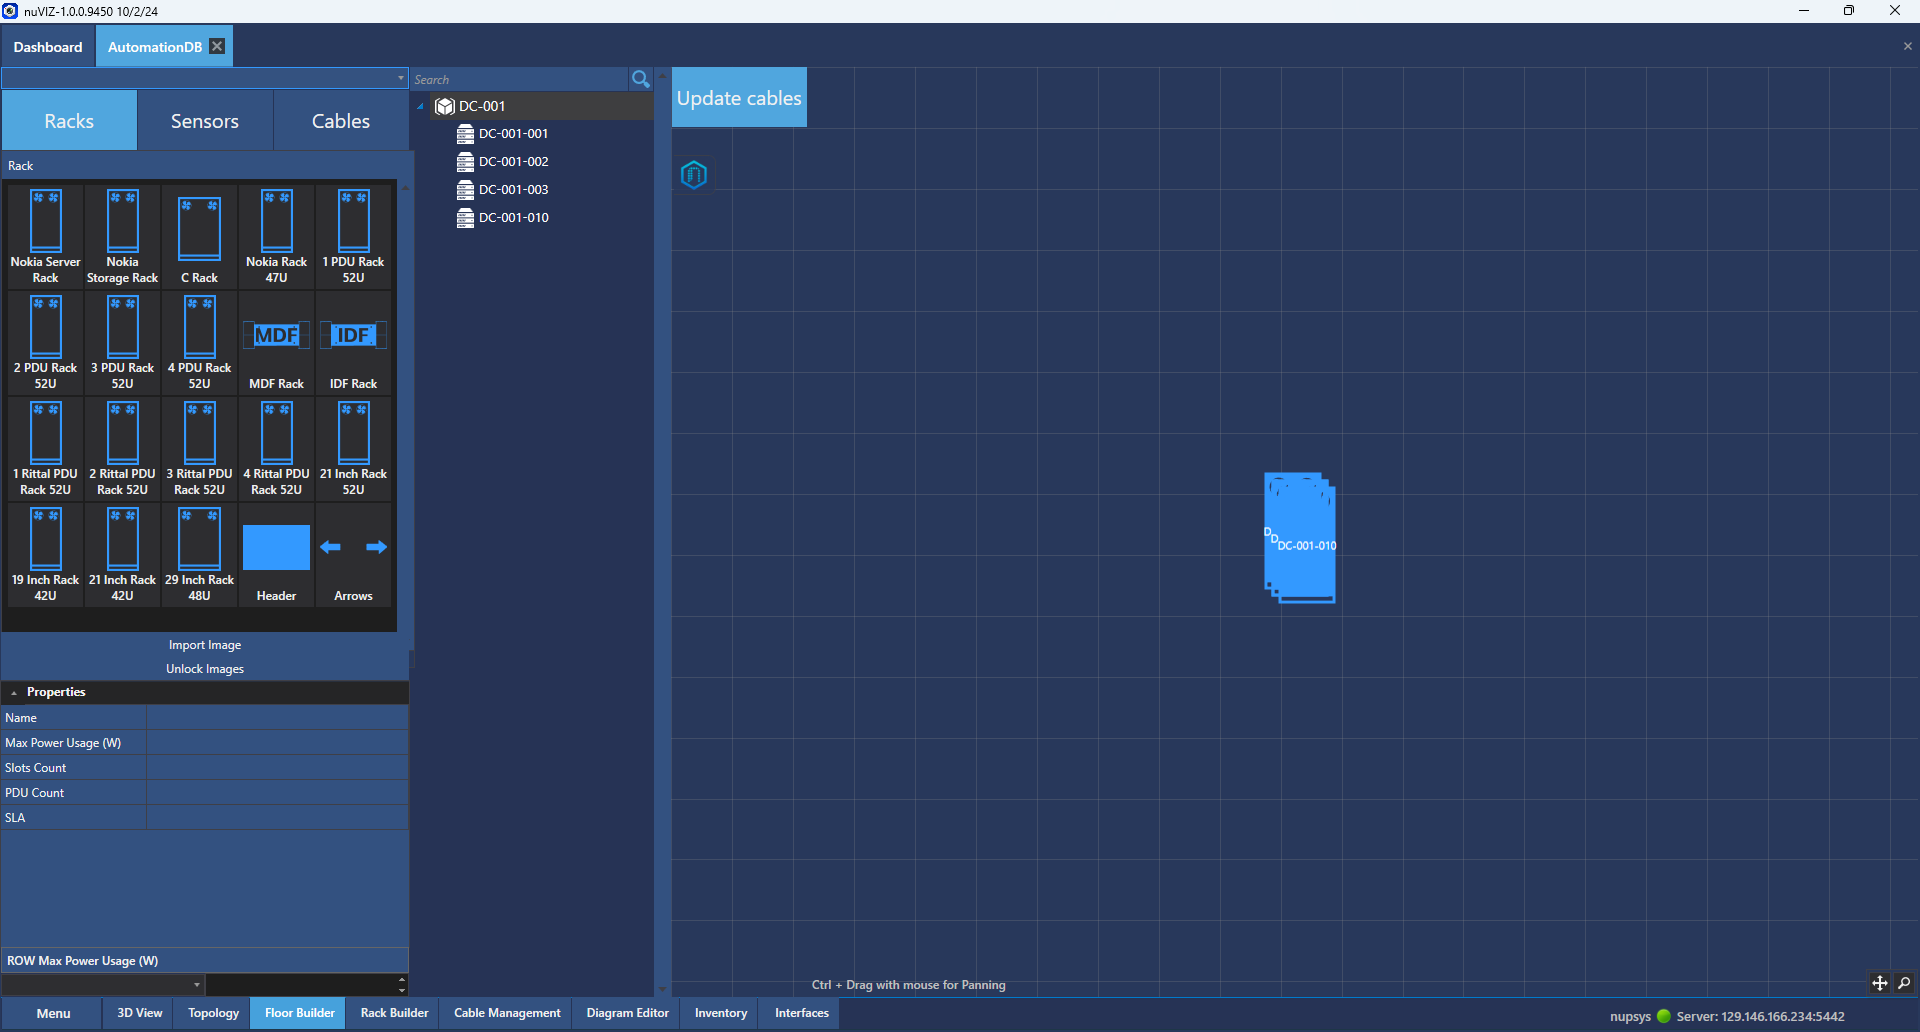 nuVIZ-1.0.0.9450 10/2/24
Dashboard
AutomationDB
Search
Racks
Sensors
Cables
Rack
Nokia Server
Rack
Nokia
Storage Rack
C Rack
Nokia Rack
47U
1 PDU Rack
52U
2 PDU Rack
52U
3 PDU Rack
52U
4 PDU Rack
52U
MDF
MDF Rack
IDF
IDF Rack
1 Rittal PDU
Rack 52U
2 Rittal PDU
Rack 52U
3 Rittal PDU
Rack 52U
4 Rittal PDU
Rack 52U
21 Inch Rack
52U
19 Inch Rack
42U
21 Inch Rack
42U
29 Inch Rack
48U
Header
Arrows
Import Image
Unlock Images
Properties
Name
Max Power Usage (W)
Slots Count
PDU Count
SLA
ROW Max Power Usage (W)
DC-001
DC-001-001
DC-001-002
DC-001-003
DC-001-010
Update cables
n
D
D
DC-001-010
Ctrl + Drag with mouse for Panning
Menu
3D View
Topology
Floor Builder
Rack Builder
Cable Management
Diagram Editor
Inventory
Interfaces
nupsys
Server: 129.146.166.234:5442